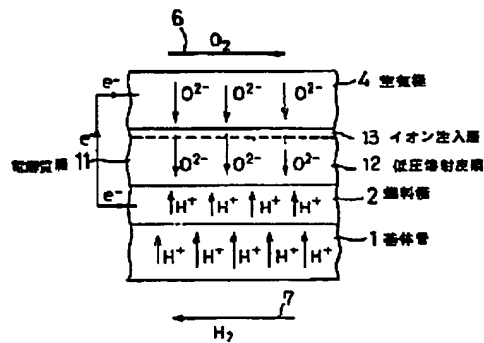 6
O₂
e⁻
O²⁻ O²⁻ O²⁻
4 空気極
13 イオン注入層
e
電解質膜 11
O²⁻ O²⁻ O²⁻
12 低圧溶射皮膜
e⁻
H⁺ H⁺ H⁺ H⁺
2 燃料極
H⁺ H⁺ H⁺ H⁺ H⁺
1 基体管
7
H₂